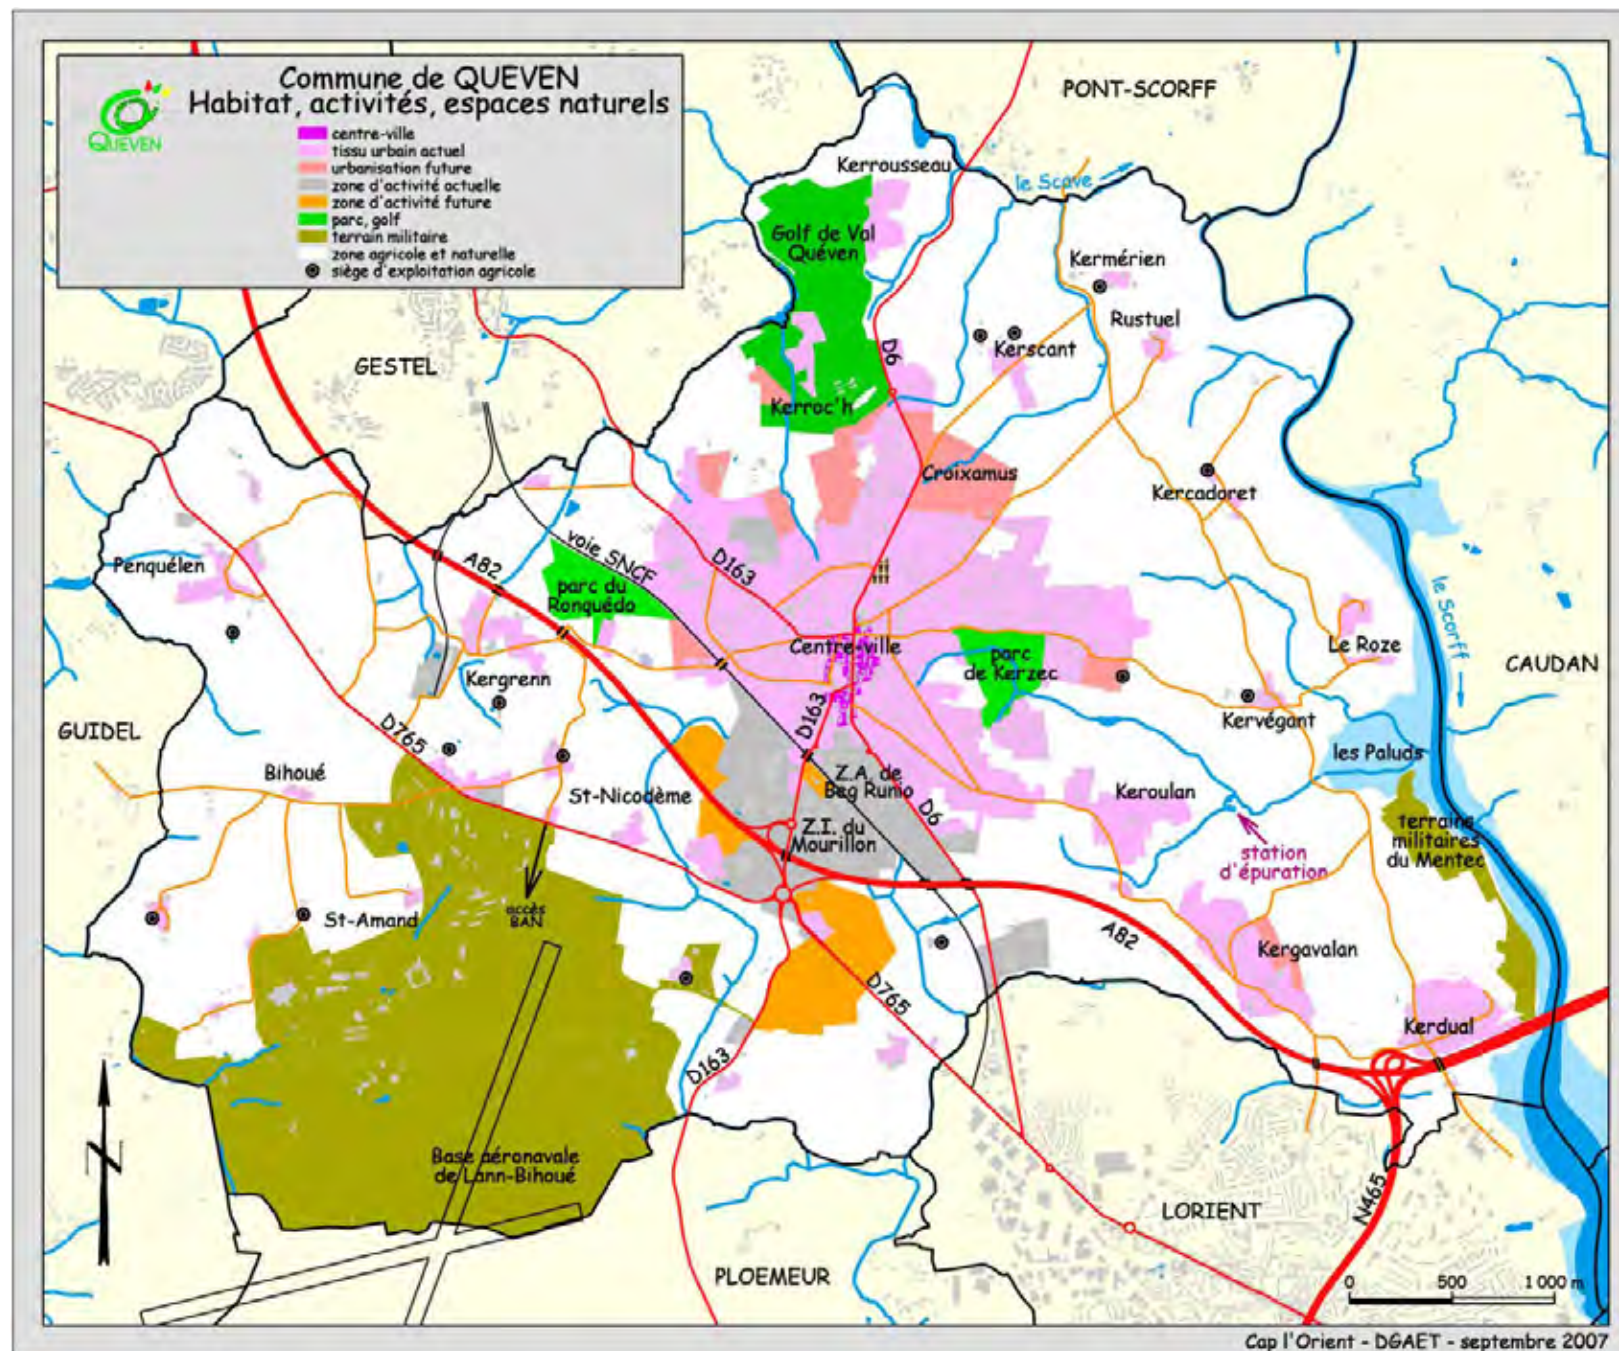 Commune de QUEVEN
Habitat, activités, espaces naturels
QUEVEN
centre-ville
tissu urbain actuel
urbanisation future
zone d'activité actuelle
zone d'activité future
parc, golf
terrain militaire
zone agricole et naturelle
siège d'exploitation agricole
PONT-SCORFF
Kerrousseau
le Scave
Golf de Val
Quéven
Kermérien
Rustuel
D6
Kerscant
GESTEL
Kerroc'h
Croixamus
Kercadoret
voie SNCF
D163
Penquélen
A82
parc du
Ronquédo
le Scorff
Centre-ville
parc
de Kerzec
Le Roze
CAUDAN
Kergrenn
D163
Kervégant
GUIDEL
D765
les Paluds
Bihoué
St-Nicodème
Z.A. de
Beg Runio
D6
Keroulan
Z.I. du
Mourillon
terrains
militaires
du Mentec
station
d'épuration
accès
BAN
St-Amand
A82
Kergavalan
D765
Kerdual
D163
Base aéronavale
de Lann-Bihoué
N465
LORIENT
PLOEMEUR
0 500 1 000 m
Cap l'Orient - DGAET - septembre 2007